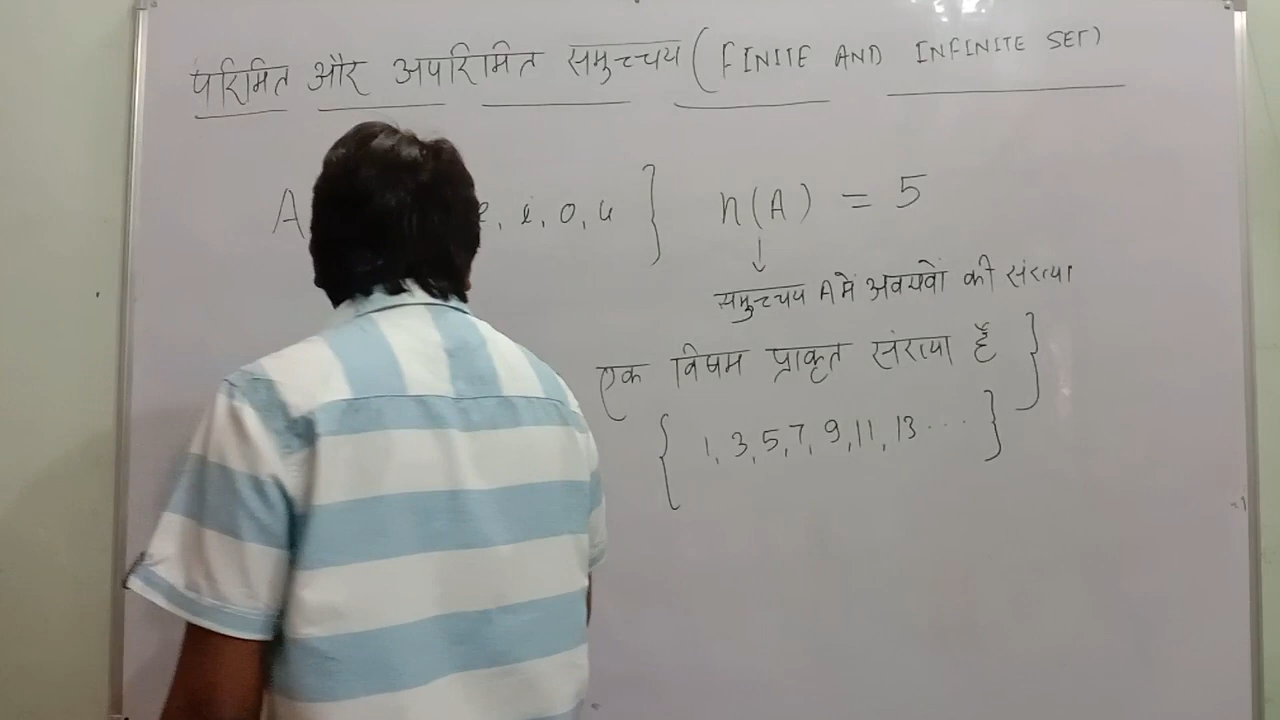 परिमित और अपरिमित समुच्चय ( FINITE AND INFINITE SET )
A , i, o, u } n(A) = 5
↓
समुच्चय A में अवयवों की संख्या
एक विषम प्राकृत संख्या है }
{ 1, 3, 5, 7, 9, 11, 13 ... }